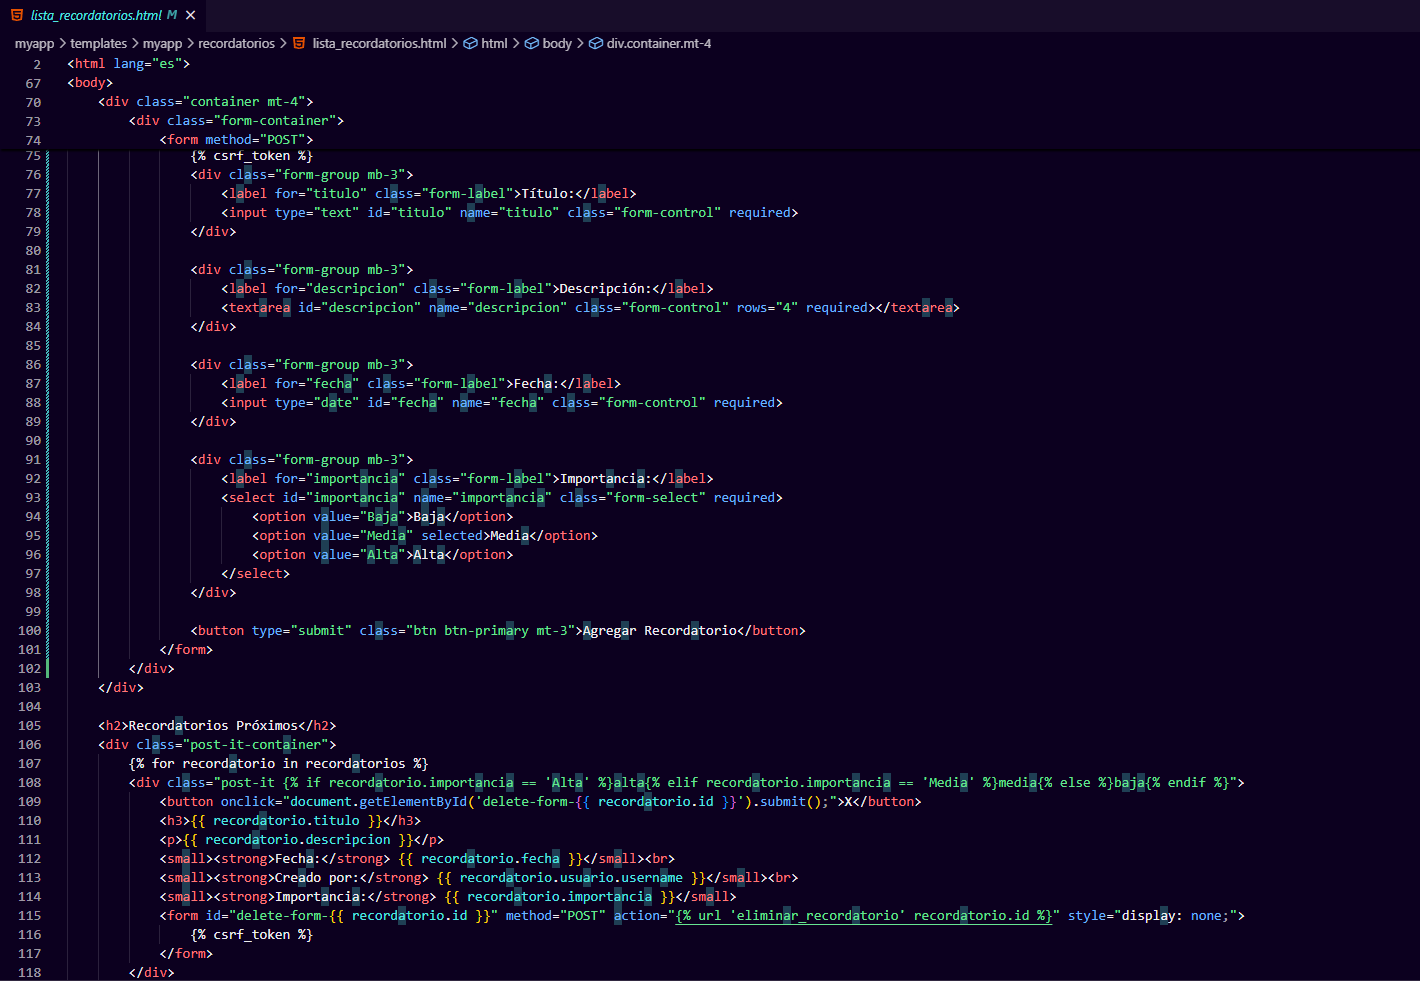 lista_recordatorios.html M
myapp > templates > myapp > recordatorios > lista_recordatorios.html > html > body > div.container.mt-4
2 <html lang="es">
67 <body>
70 <div class="container mt-4">
73 <div class="form-container">
74 <form method="POST">
75 {% csrf_token %}
76 <div class="form-group mb-3">
77 <label for="titulo" class="form-label">Título:</label>
78 <input type="text" id="titulo" name="titulo" class="form-control" required>
79 </div>
80
81 <div class="form-group mb-3">
82 <label for="descripcion" class="form-label">Descripción:</label>
83 <textarea id="descripcion" name="descripcion" class="form-control" rows="4" required></textarea>
84 </div>
85
86 <div class="form-group mb-3">
87 <label for="fecha" class="form-label">Fecha:</label>
88 <input type="date" id="fecha" name="fecha" class="form-control" required>
89 </div>
90
91 <div class="form-group mb-3">
92 <label for="importancia" class="form-label">Importancia:</label>
93 <select id="importancia" name="importancia" class="form-select" required>
94 <option value="Baja">Baja</option>
95 <option value="Media" selected>Media</option>
96 <option value="Alta">Alta</option>
97 </select>
98 </div>
99
100 <button type="submit" class="btn btn-primary mt-3">Agregar Recordatorio</button>
101 </form>
102 </div>
103 </div>
104
105 <h2>Recordatorios Próximos</h2>
106 <div class="post-it-container">
107 {% for recordatorio in recordatorios %}
108 <div class="post-it {% if recordatorio.importancia == 'Alta' %}alta{% elif recordatorio.importancia == 'Media' %}media{% else %}baja{% endif %}">
109 <button onclick="document.getElementById('delete-form-{{ recordatorio.id }}').submit();">X</button>
110 <h3>{{ recordatorio.titulo }}</h3>
111 <p>{{ recordatorio.descripcion }}</p>
112 <small><strong>Fecha:</strong> {{ recordatorio.fecha }}</small><br>
113 <small><strong>Creado por:</strong> {{ recordatorio.usuario.username }}</small><br>
114 <small><strong>Importancia:</strong> {{ recordatorio.importancia }}</small>
115 <form id="delete-form-{{ recordatorio.id }}" method="POST" action="{% url 'eliminar_recordatorio' recordatorio.id %}" style="display: none;">
116 {% csrf_token %}
117 </form>
118 </div>